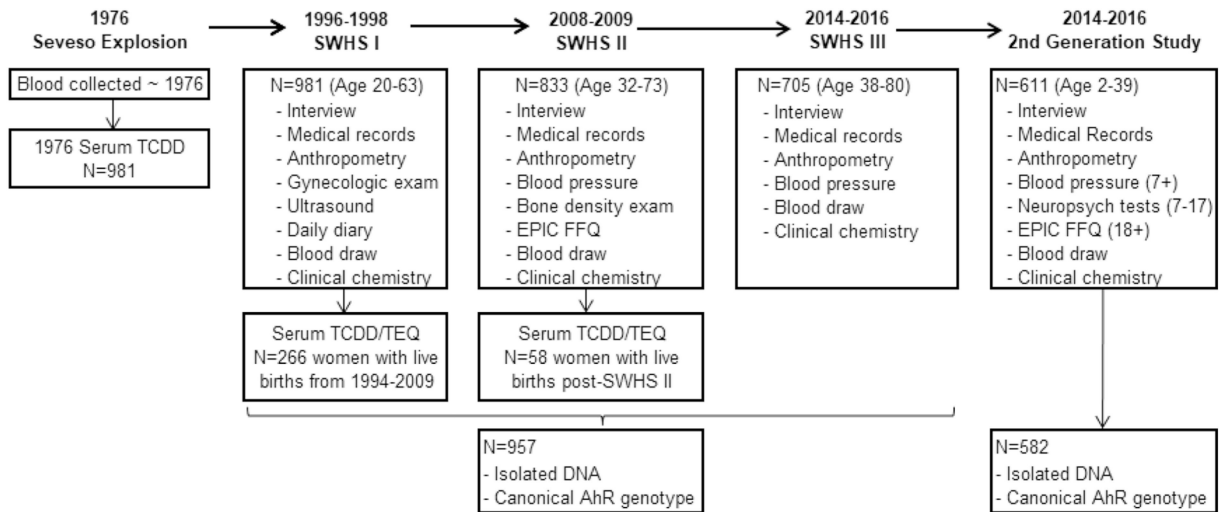 1976
Seveso Explosion
Blood collected ~ 1976
1976 Serum TCDD
N=981
1996-1998
SWHS I
N=981 (Age 20-63)
- Interview
- Medical records
- Anthropometry
- Gynecologic exam
- Ultrasound
- Daily diary
- Blood draw
- Clinical chemistry
Serum TCDD/TEQ
N=266 women with live
births from 1994-2009
2008-2009
SWHS II
N=833 (Age 32-73)
- Interview
- Medical records
- Anthropometry
- Blood pressure
- Bone density exam
- EPIC FFQ
- Blood draw
- Clinical chemistry
Serum TCDD/TEQ
N=58 women with live
births post-SWHS II
2014-2016
SWHS III
N=705 (Age 38-80)
- Interview
- Medical records
- Anthropometry
- Blood pressure
- Blood draw
- Clinical chemistry
N=957
- Isolated DNA
- Canonical AhR genotype
2014-2016
2nd Generation Study
N=611 (Age 2-39)
- Interview
- Medical Records
- Anthropometry
- Blood pressure (7+)
- Neuropsych tests (7-17)
- EPIC FFQ (18+)
- Blood draw
- Clinical chemistry
N=582
- Isolated DNA
- Canonical AhR genotype